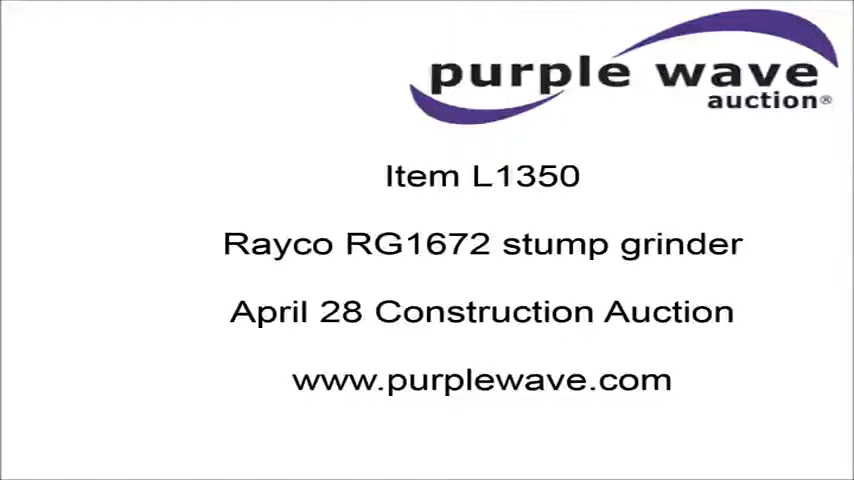 purple wave
auction®
Item L1350
Rayco RG1672 stump grinder
April 28 Construction Auction
www.purplewave.com